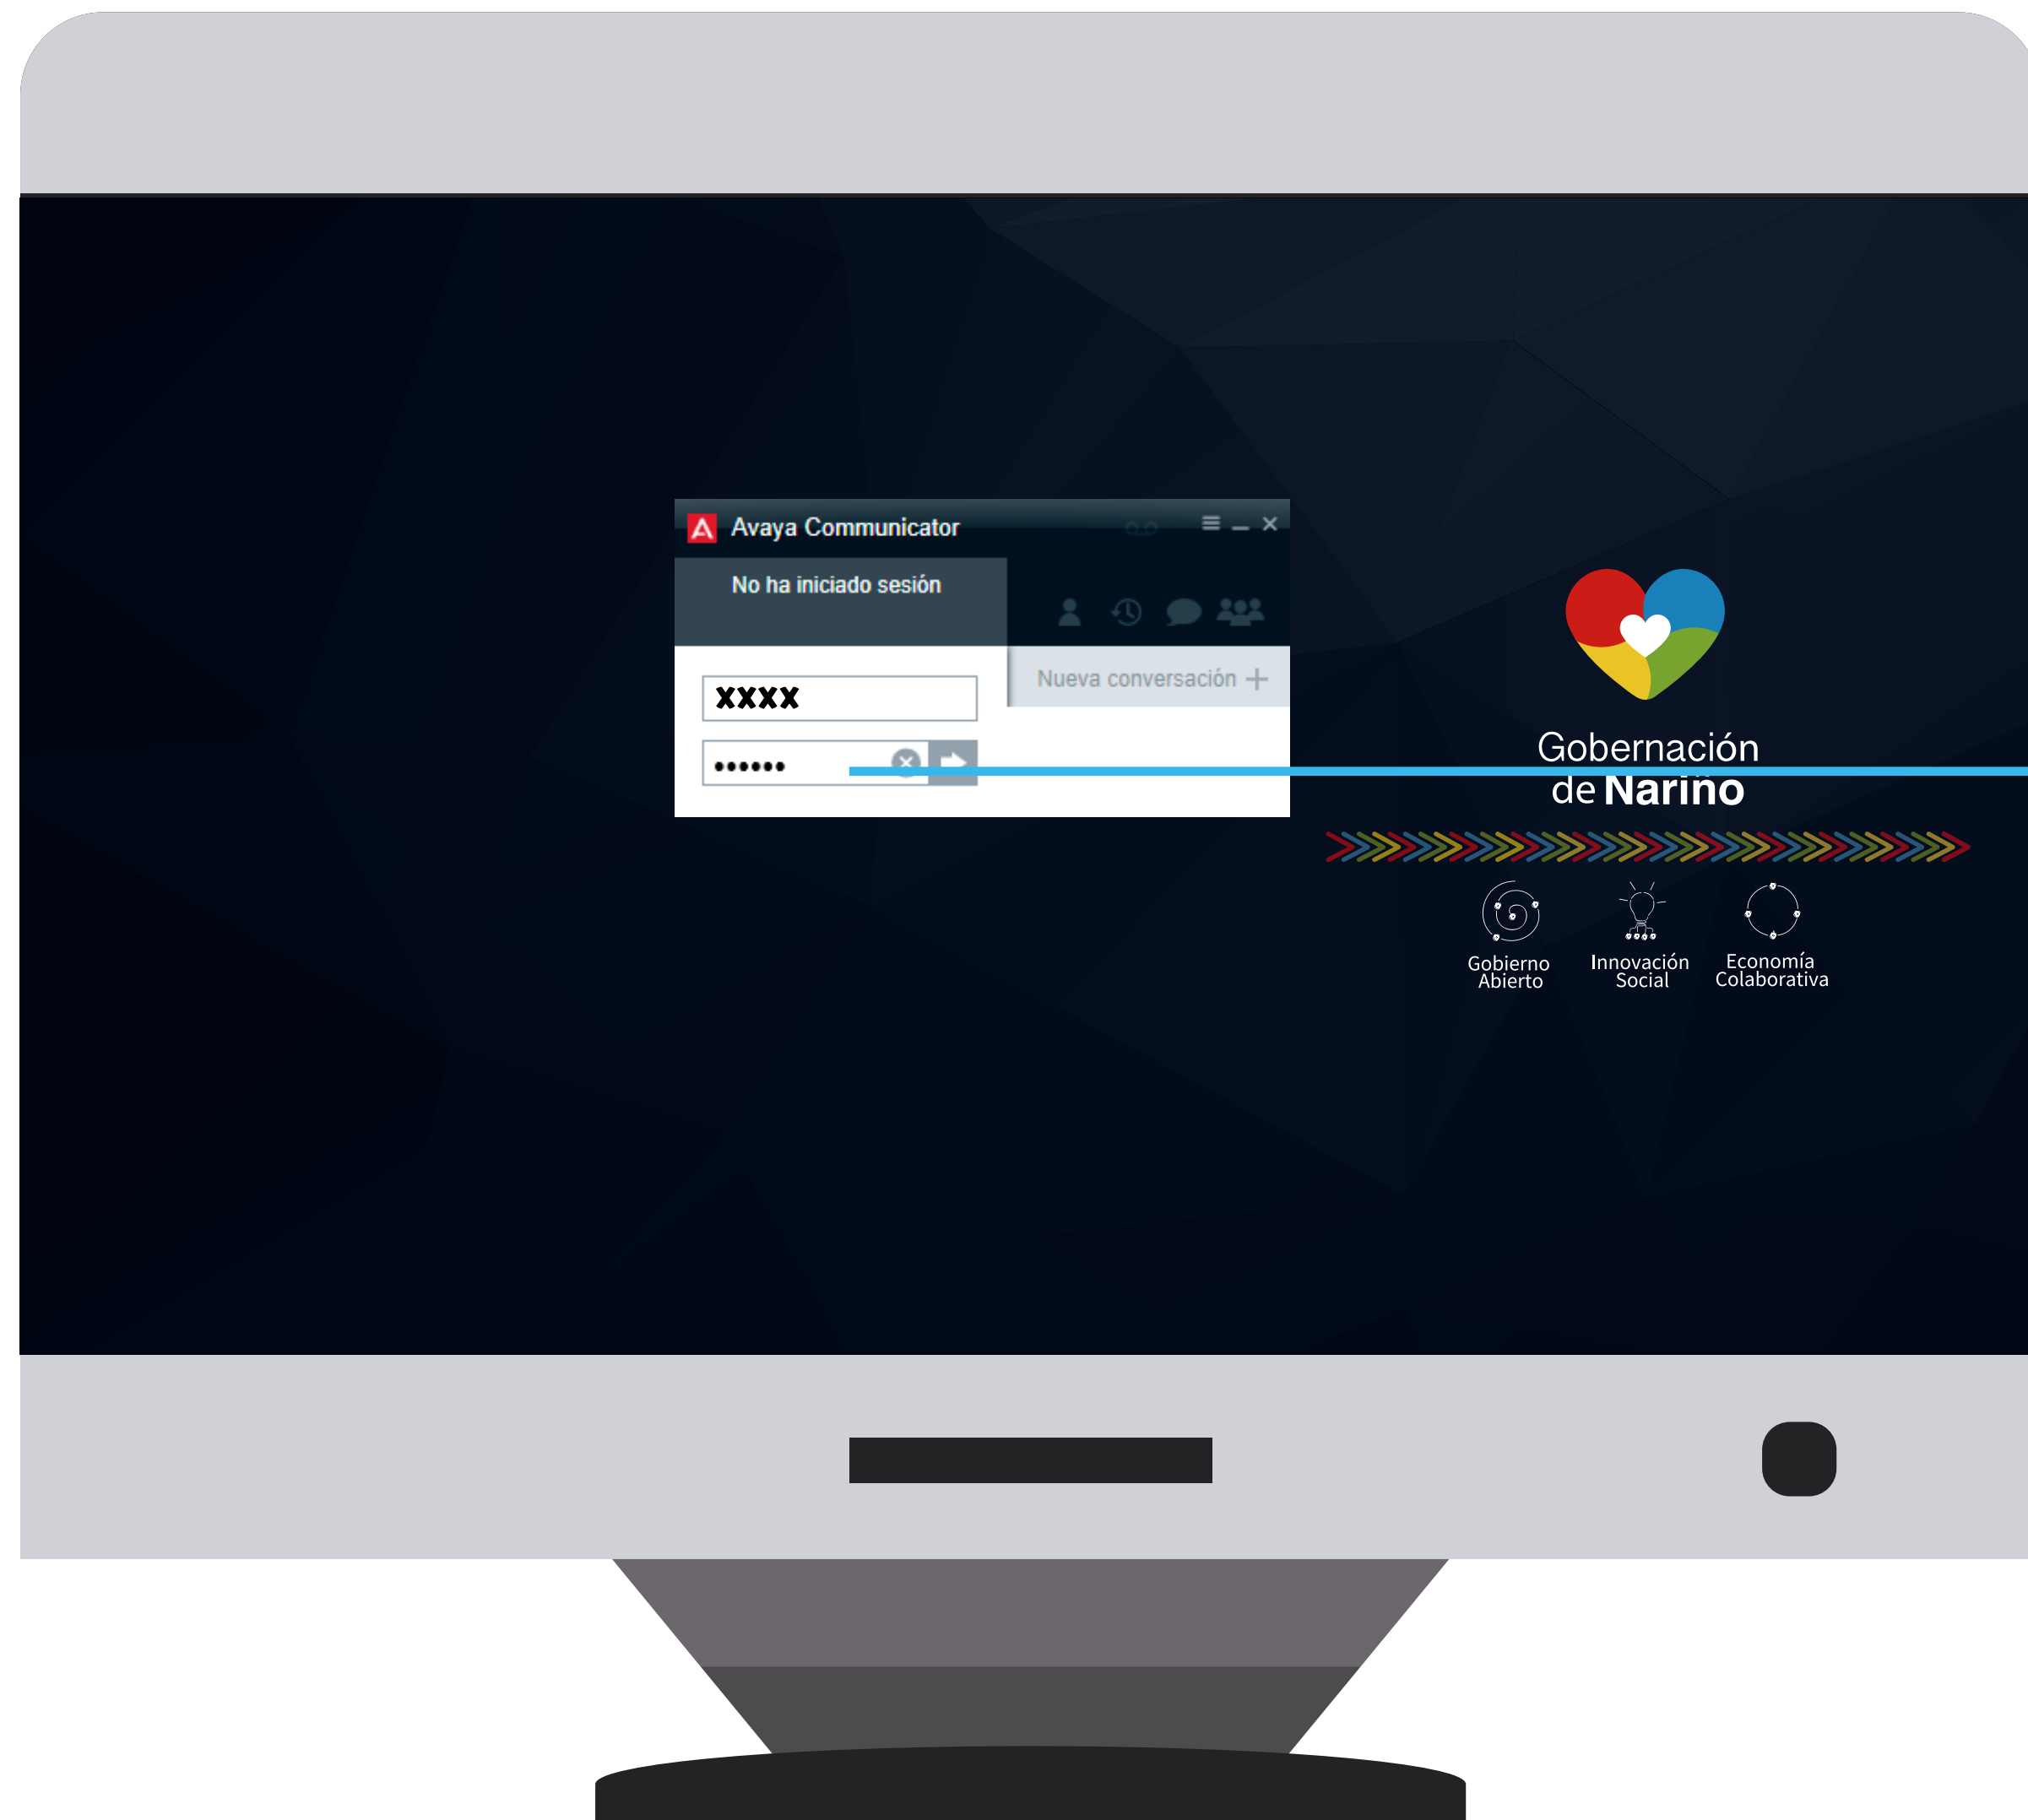 Avaya Communicator
No ha iniciado sesión
Nueva conversación
xxxx
••••••
Gobernación
de Nariño
Gobierno
Abierto
Innovación
Social
Economía
Colaborativa